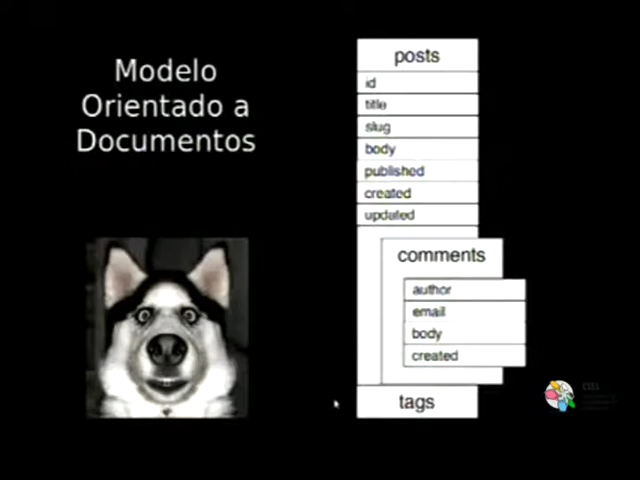 Modelo
Orientado a
Documentos
posts
id
title
slug
body
published
created
updated
comments
author
email
body
created
tags